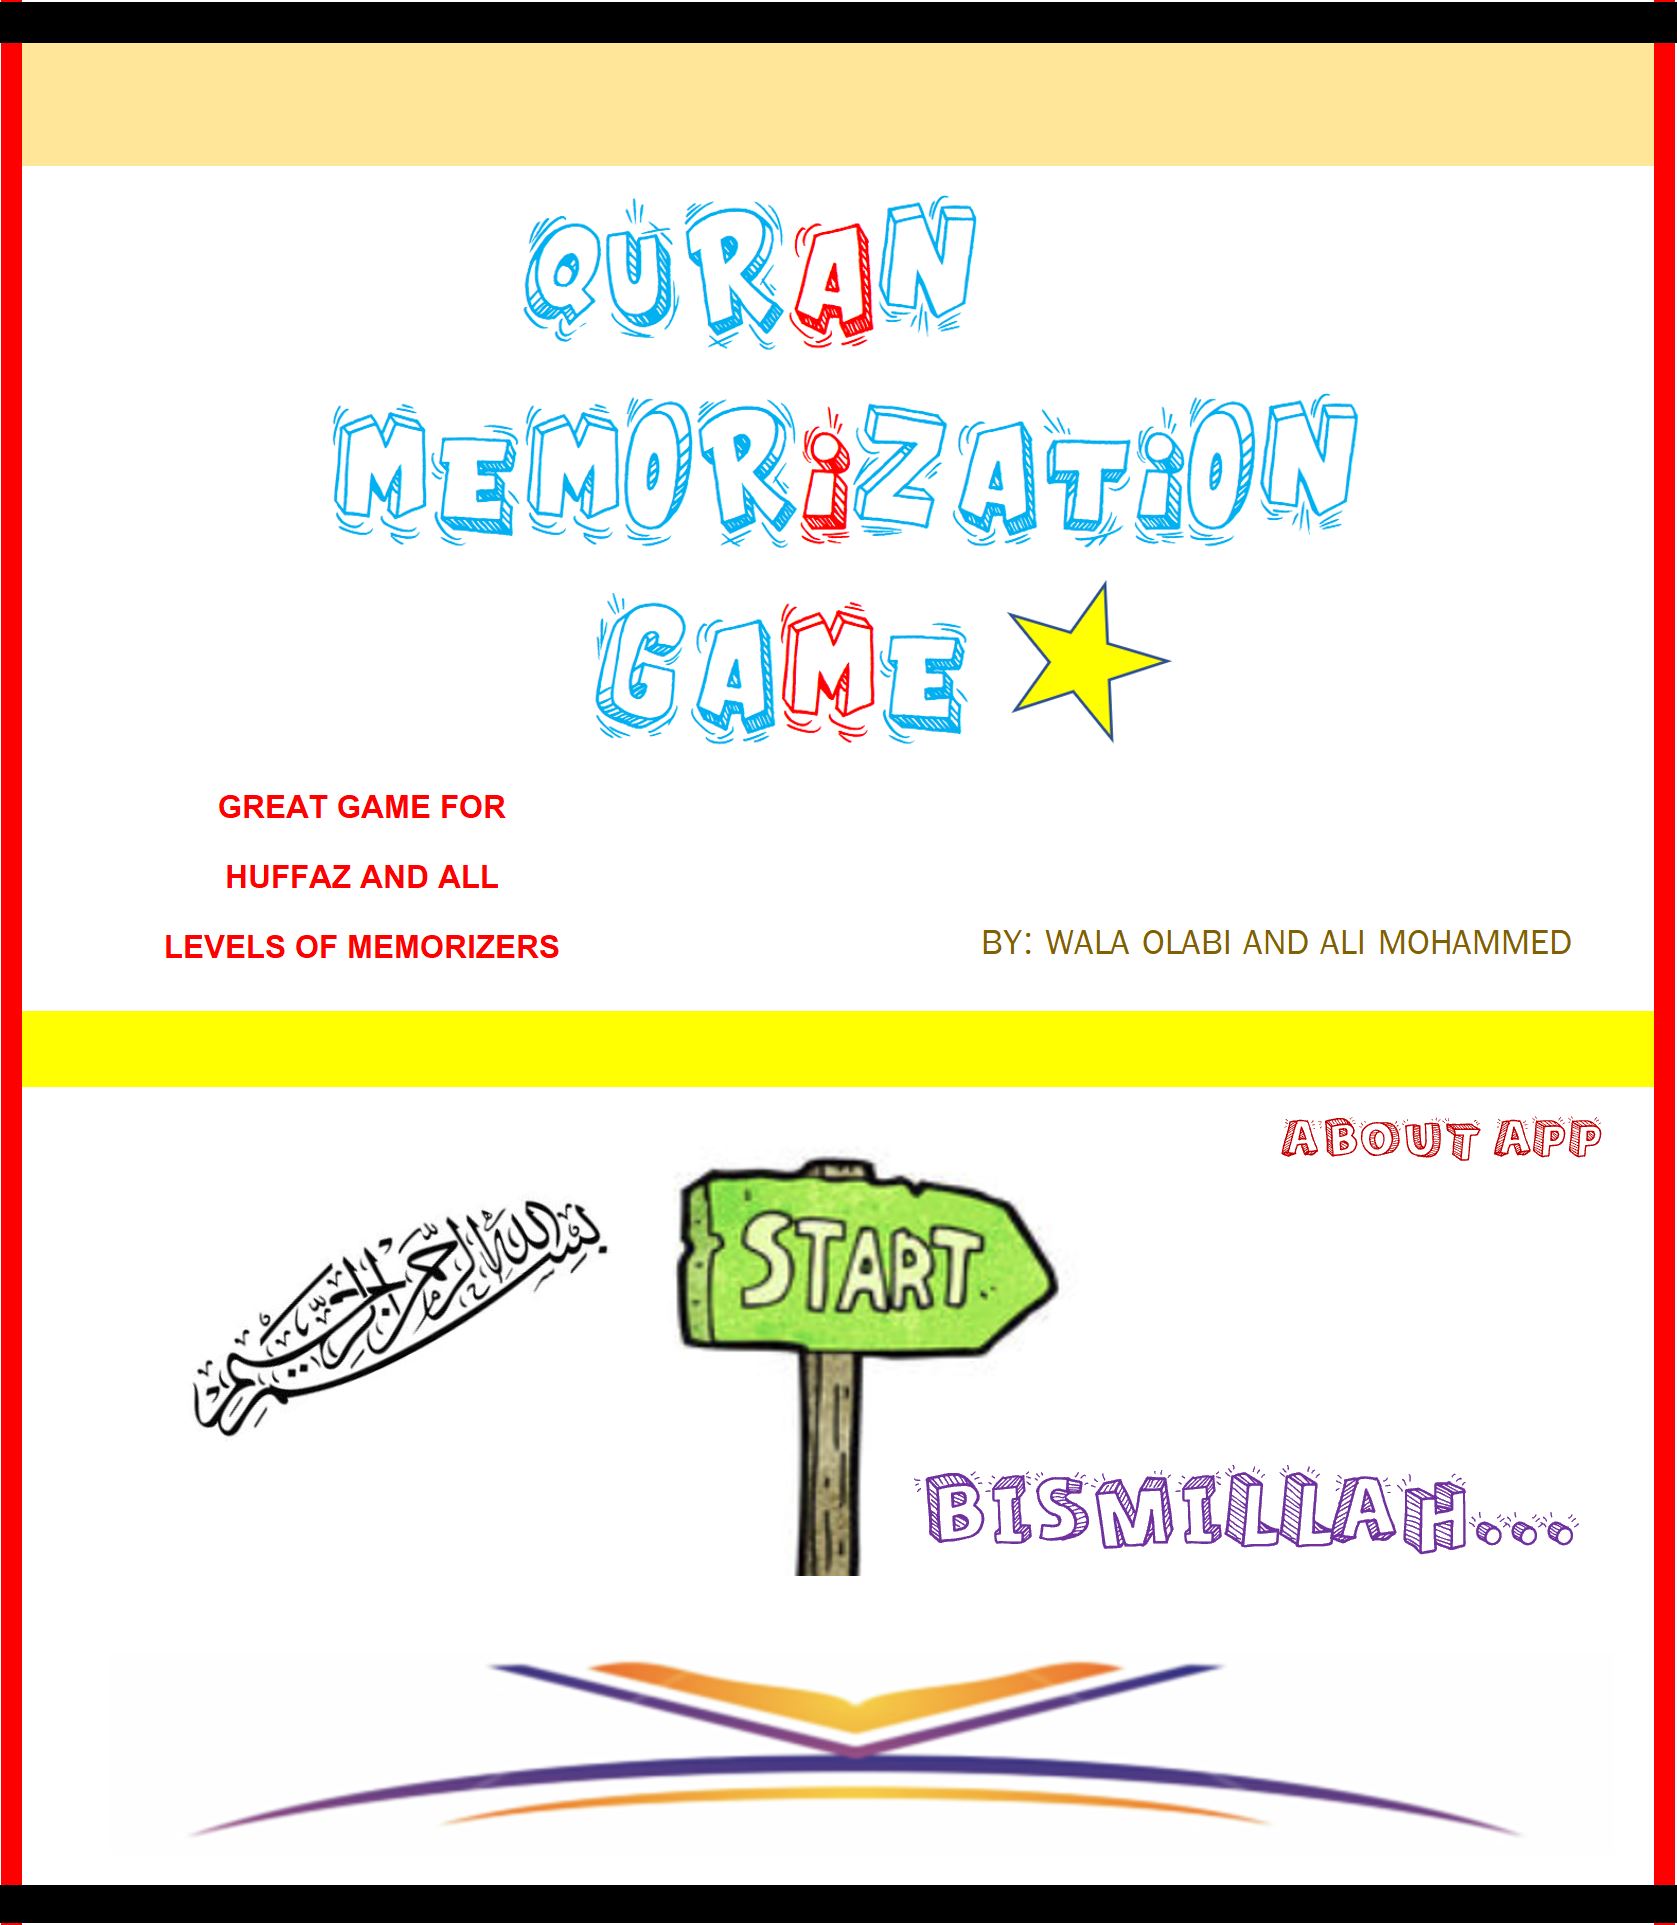 QURAN
MEMORiZATiON
GAME
GREAT GAME FOR
HUFFAZ AND ALL
LEVELS OF MEMORIZERS
BY: WALA OLABI AND ALI MOHAMMED
ABOUT APP
بسم الله الرحمن الرحيم
START
BISMILLAH...